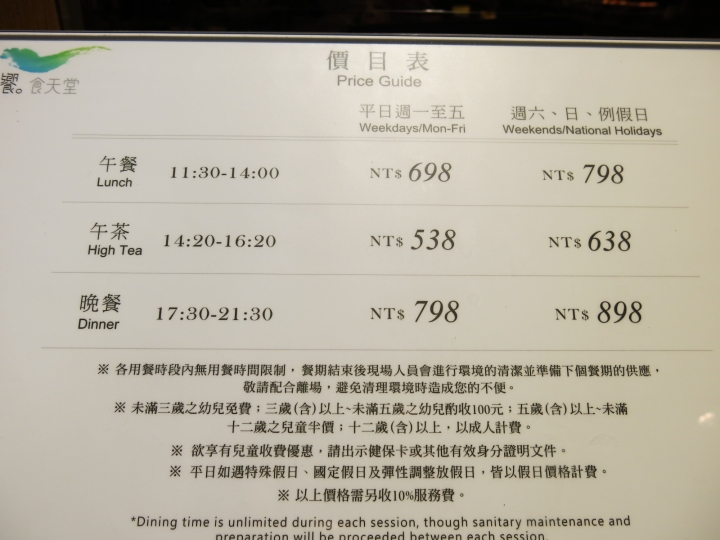 饗。食天堂
價目表
Price Guide
平日週一至五 週六、日、例假日
Weekdays/Mon-Fri Weekends/National Holidays
午餐 11:30-14:00 NT$ 698 NT$ 798
Lunch
午茶 14:20-16:20 NT$ 538 NT$ 638
High Tea
晚餐 17:30-21:30 NT$ 798 NT$ 898
Dinner
※ 各用餐時段內無用餐時間限制，餐期結束後現場人員會進行環境的清潔並準備下個餐期的供應，
敬請配合離場，避免清理環境時造成您的不便。
※ 未滿三歲之幼兒免費；三歲(含)以上~未滿五歲之幼兒酌收100元；五歲(含)以上~未滿
十二歲之兒童半價；十二歲(含)以上，以成人計費。
※ 欲享有兒童收費優惠，請出示健保卡或其他有效身分證明文件。
※ 平日如遇特殊假日、國定假日及彈性調整放假日，皆以假日價格計費。
※ 以上價格需另收10%服務費。
*Dining time is unlimited during each session, though sanitary maintenance and
preparation will be proceeded between each session.